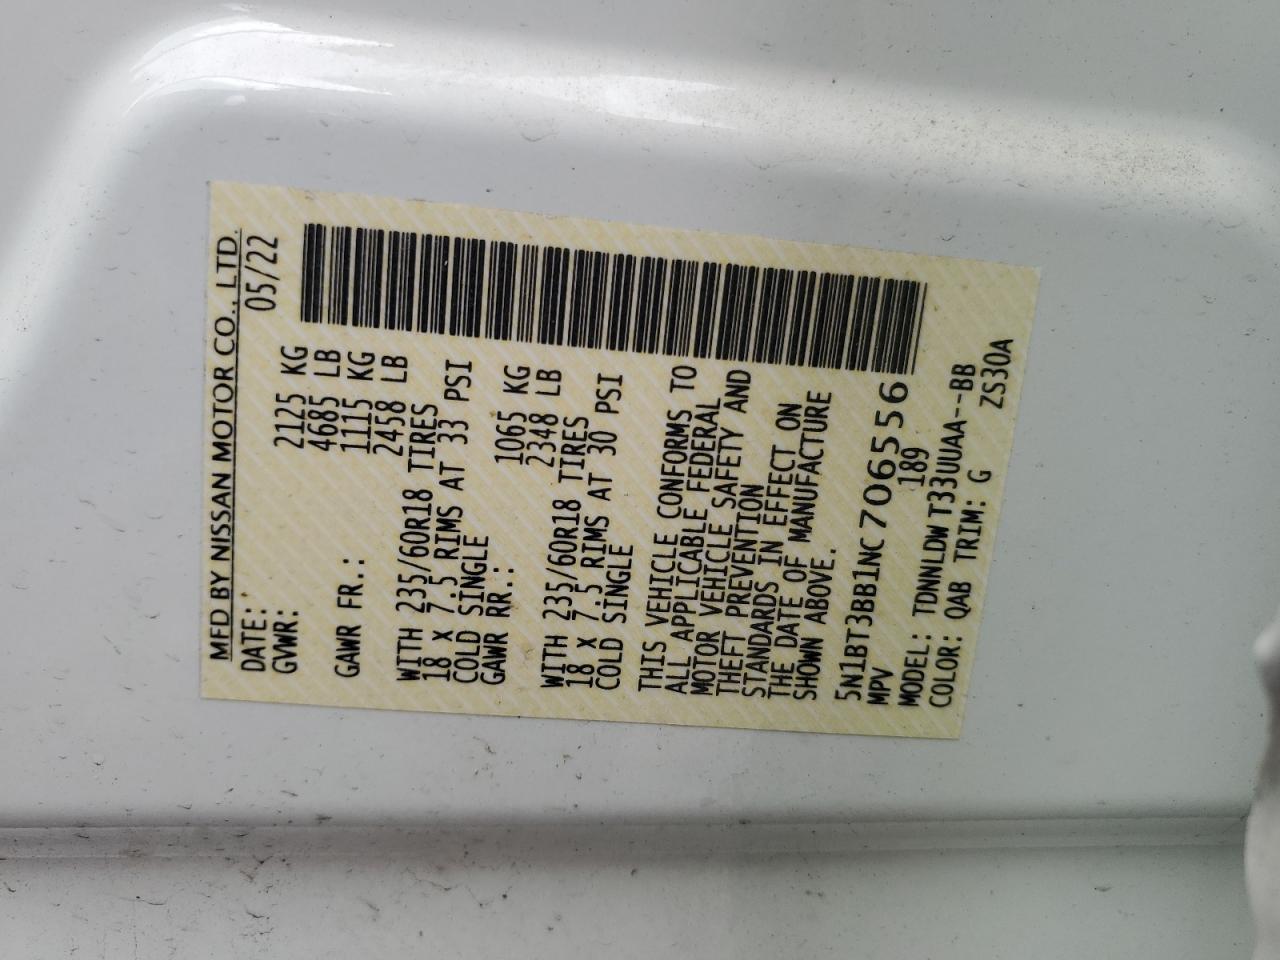 MFD BY NISSAN MOTOR CO., LTD.
DATE: 05/22
GVWR: 2125 KG
4685 LB
GAWR FR.: 1115 KG
2458 LB
WITH 235/60R18 TIRES
18 X 7.5 RIMS AT 33 PSI
COLD SINGLE
GAWR RR.: 1065 KG
2348 LB
WITH 235/60R18 TIRES
18 X 7.5 RIMS AT 30 PSI
COLD SINGLE
THIS VEHICLE CONFORMS TO
ALL APPLICABLE FEDERAL
MOTOR VEHICLE SAFETY AND
THEFT PREVENTION
STANDARDS IN EFFECT ON
THE DATE OF MANUFACTURE
SHOWN ABOVE.
5N1BT3BB1NC706556
MPV 189
MODEL: TDNNLDW T33UUAA--BB
COLOR: QAB TRIM: G ZS30A